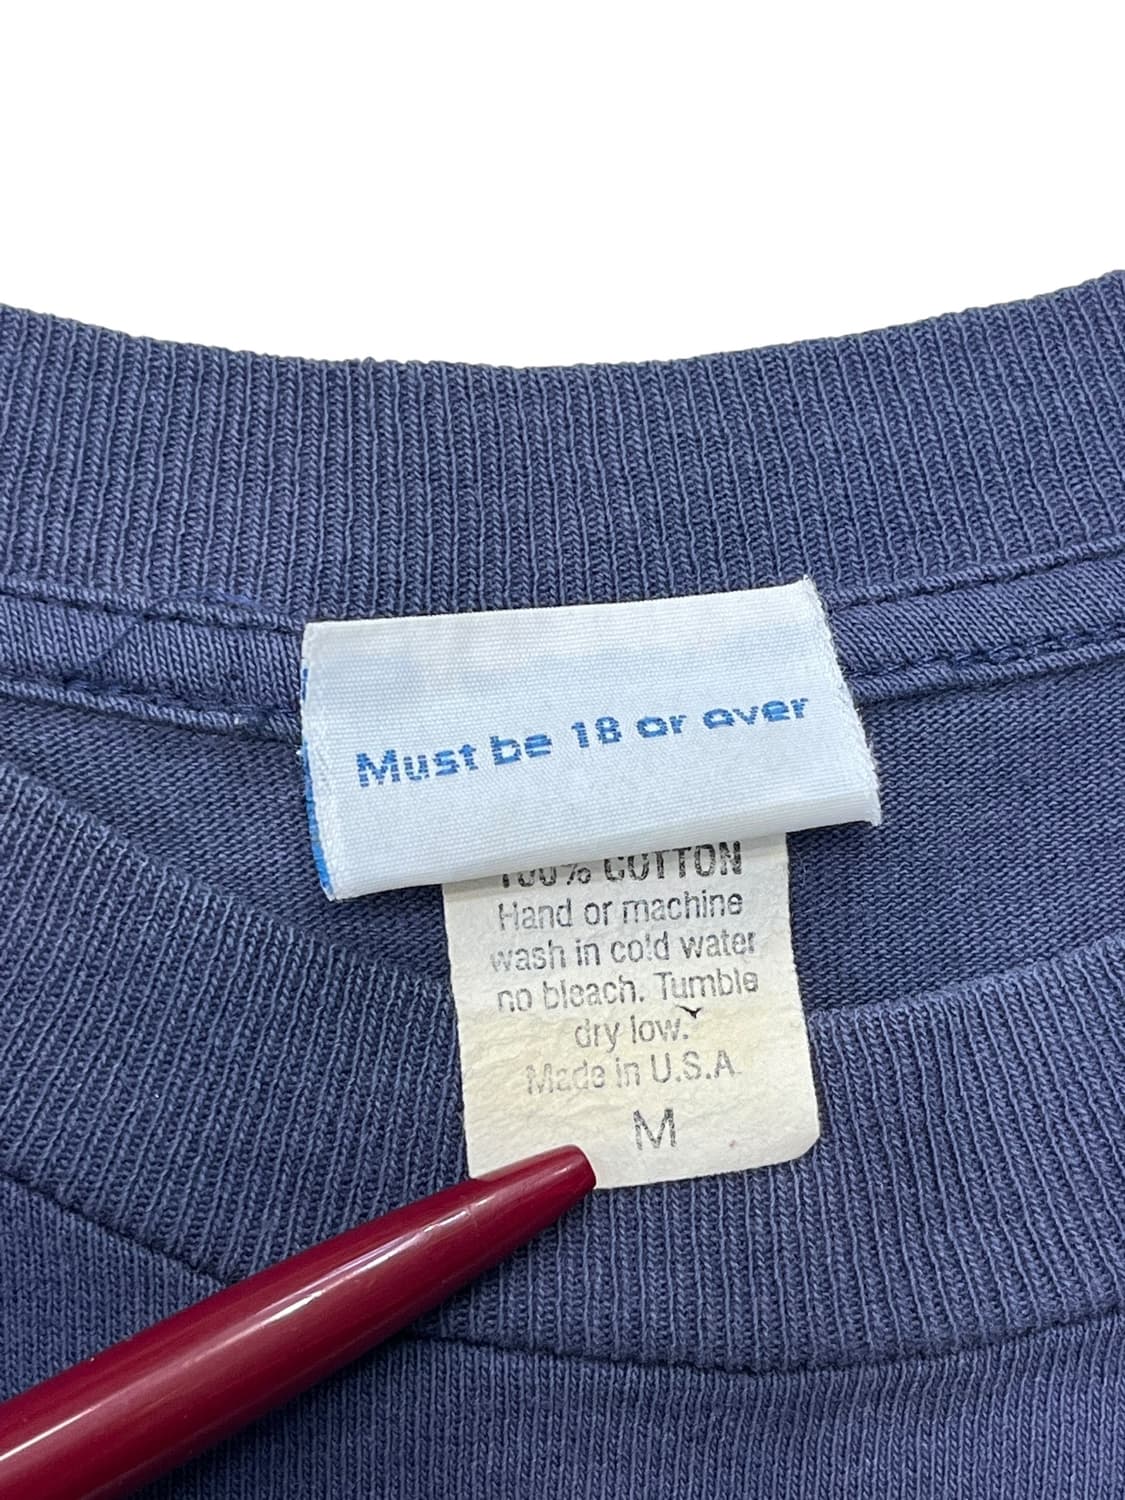 Must be 18 or over
100% COTTON
Hand or machine
wash in cold water
no bleach. Tumble
dry low.
Made in U.S.A.
M